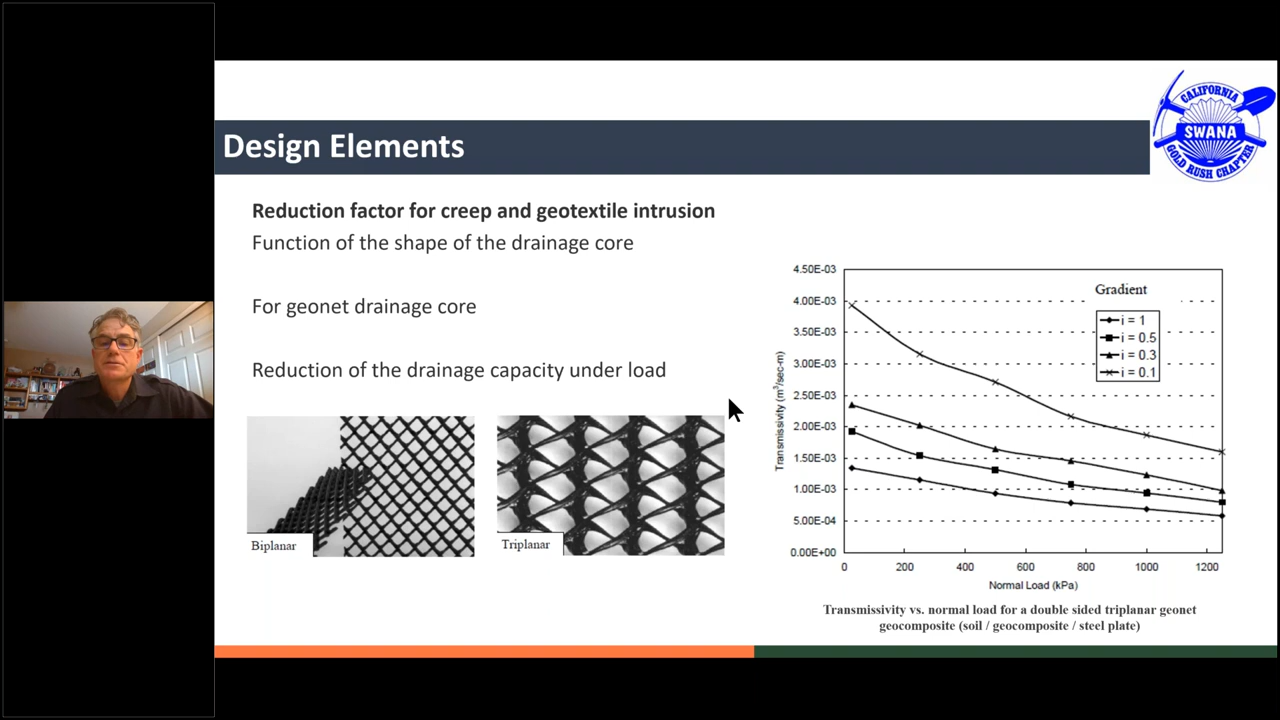 Design Elements
CALIFORNIA
SWANA
GOLD RUSH CHAPTER
Reduction factor for creep and geotextile intrusion
Function of the shape of the drainage core
For geonet drainage core
Reduction of the drainage capacity under load
Biplanar
Triplanar
Transmissivity (m³/sec-m)
4.50E-03
4.00E-03
3.50E-03
3.00E-03
2.50E-03
2.00E-03
1.50E-03
1.00E-03
5.00E-04
0.00E+00
Gradient
i = 1
i = 0.5
i = 0.3
i = 0.1
0 200 400 600 800 1000 1200
Normal Load (kPa)
Transmissivity vs. normal load for a double sided triplanar geonet
geocomposite (soil / geocomposite / steel plate)